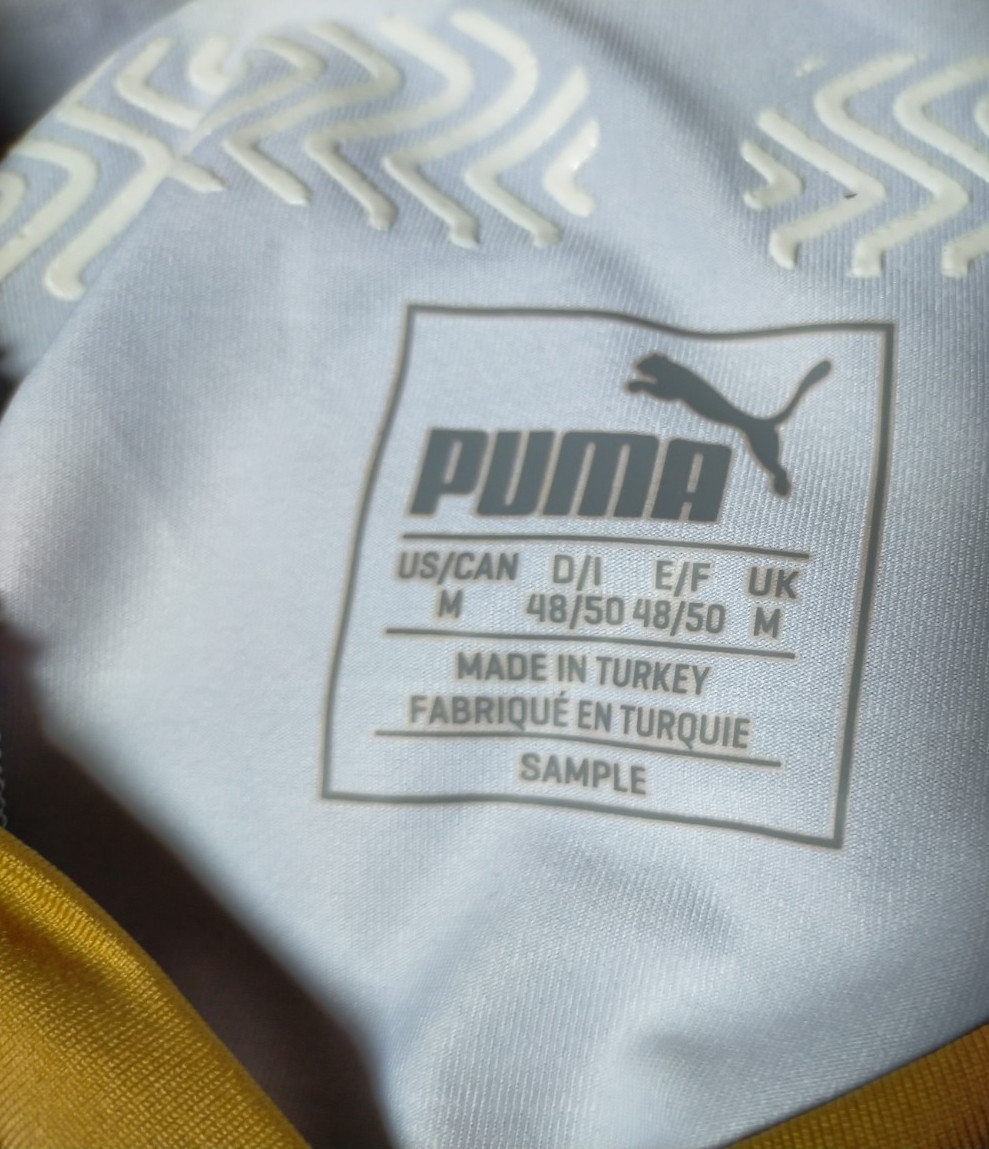 PUMA
US/CAN D/I E/F UK
M 48/50 48/50 M
MADE IN TURKEY
FABRIQUÉ EN TURQUIE
SAMPLE